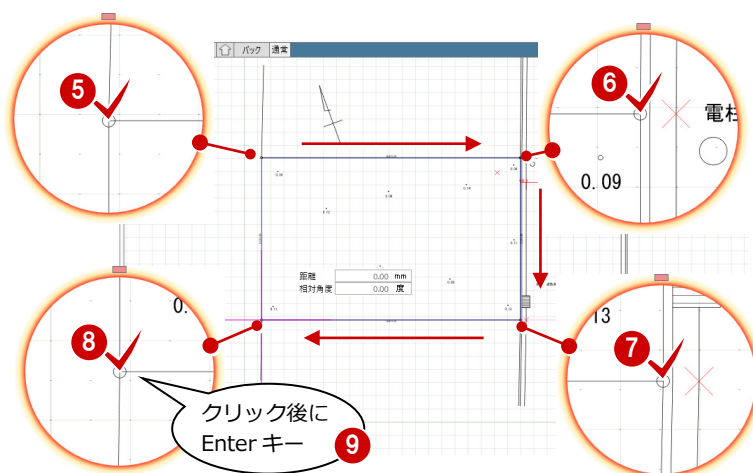 バック 通常
5
6
電柱
0.09
距離 0.00 mm
相対角度 0.00 度
0.
8
13
7
クリック後に
Enter キー
9